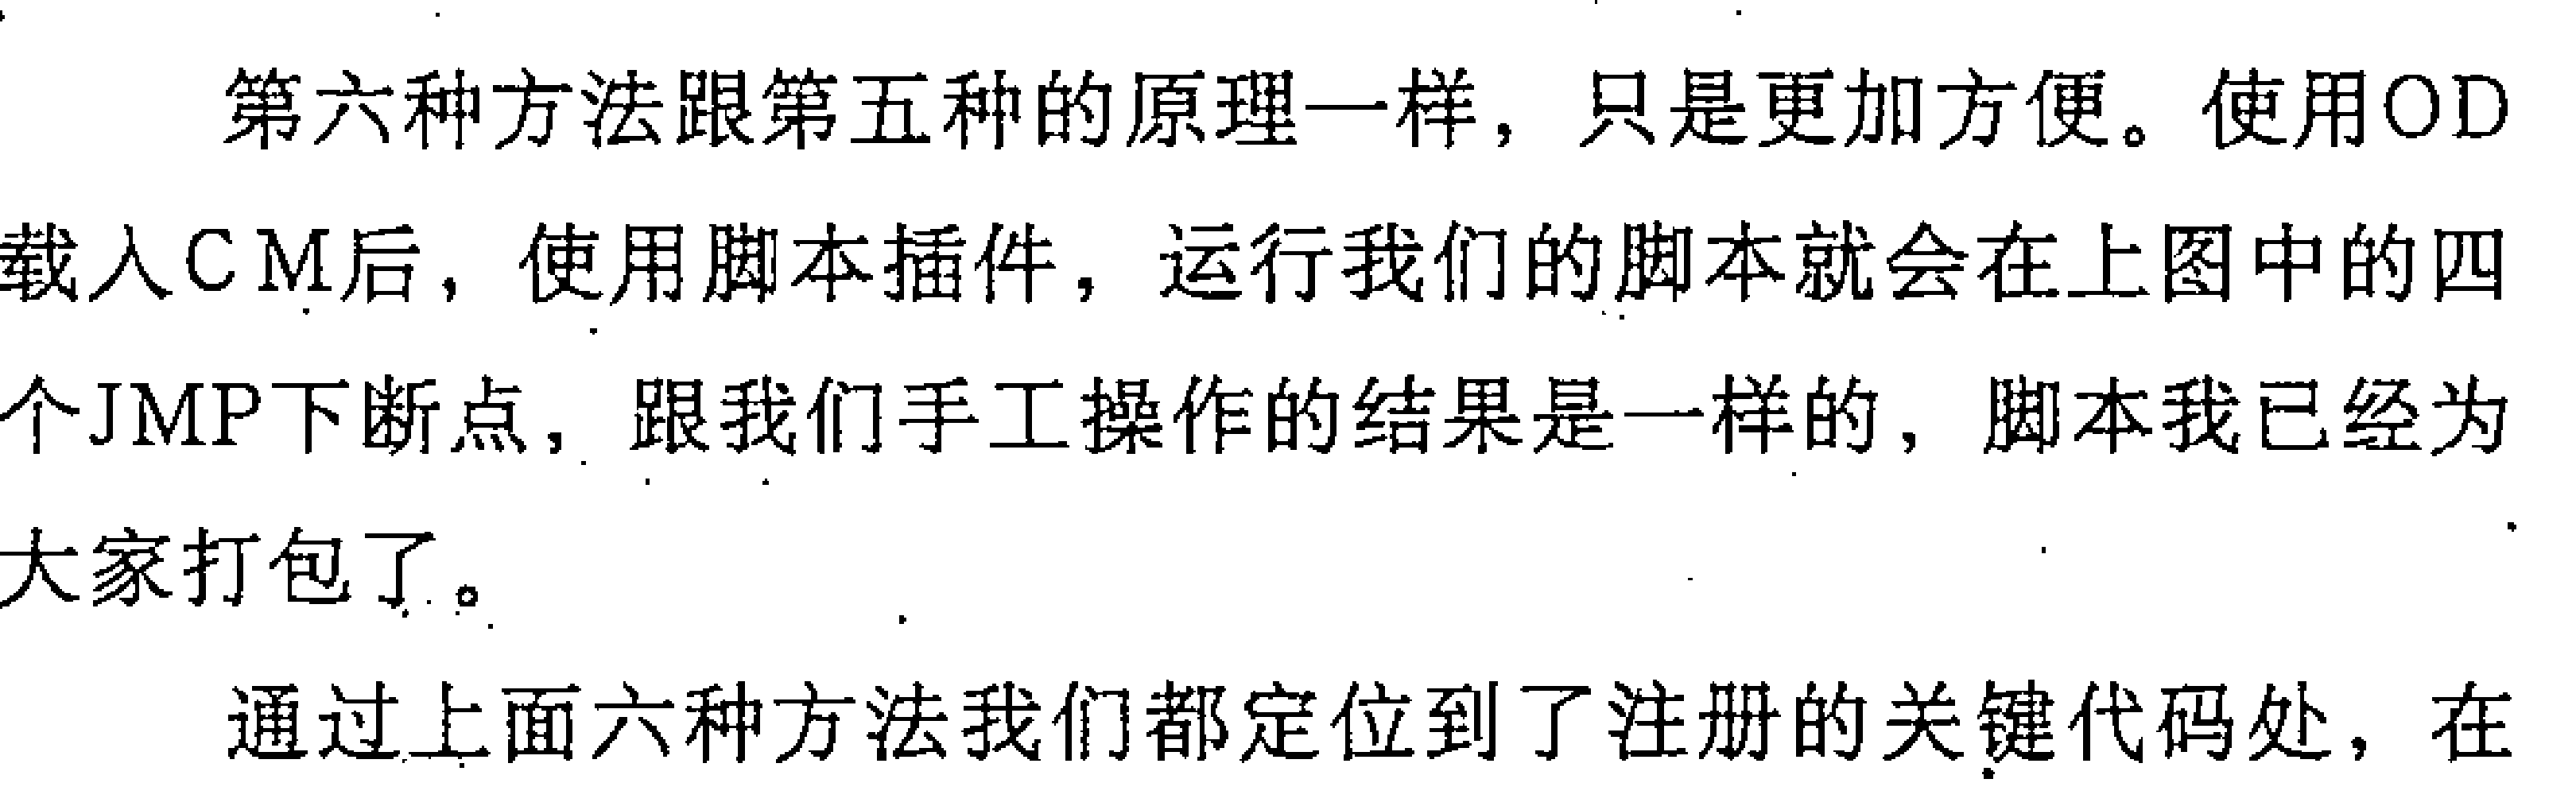 第六种方法跟第五种的原理一样，只是更加方便。使用OD
载入CM后，使用脚本插件，运行我们的脚本就会在上图中的四
个JMP下断点，跟我们手工操作的结果是一样的，脚本我已经为
大家打包了。
通过上面六种方法我们都定位到了注册的关键代码处，在